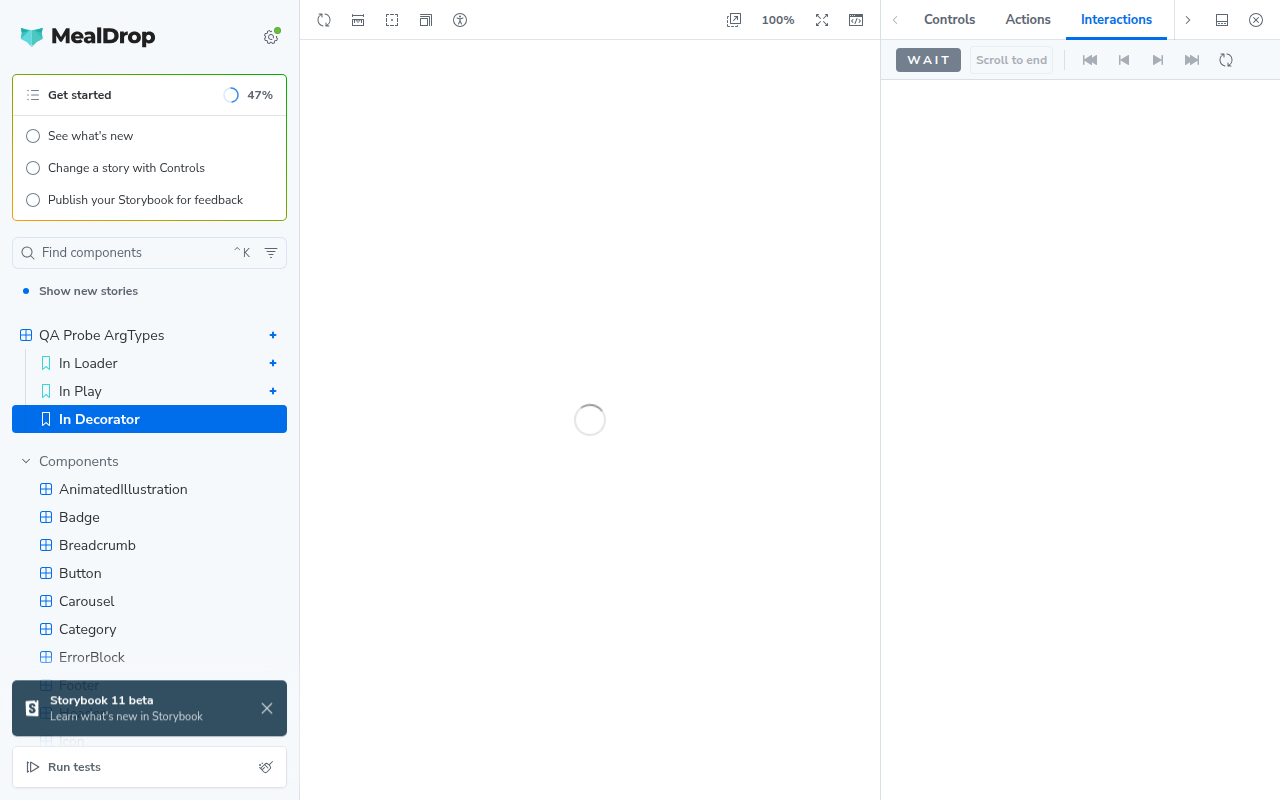 MealDrop
Get started 47%
See what's new
Change a story with Controls
Publish your Storybook for feedback
Find components ^ K
Show new stories
QA Probe ArgTypes
In Loader
In Play
In Decorator
Components
AnimatedIllustration
Badge
Breadcrumb
Button
Carousel
Category
ErrorBlock
Footer
Storybook 11 beta
Learn what's new in Storybook
Icon
Run tests
100%
Controls Actions Interactions
WAIT Scroll to end